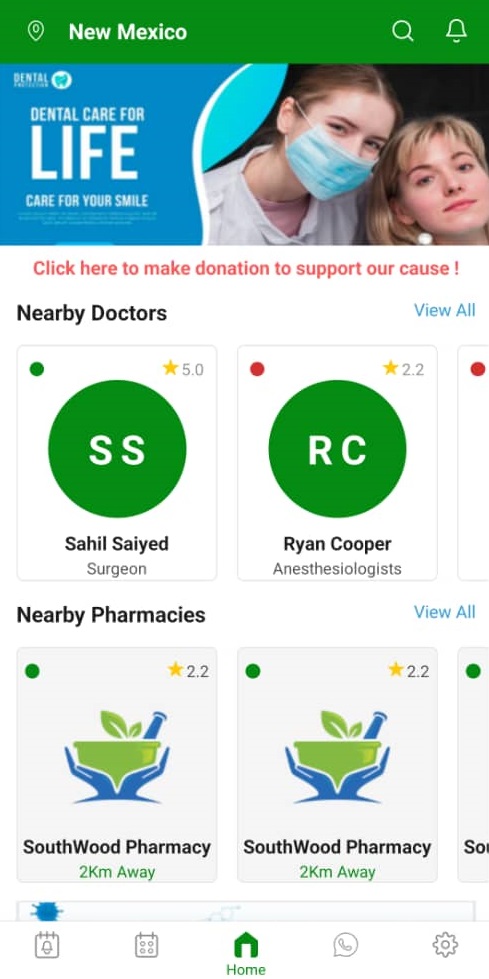 New Mexico
DENTAL
PROTECTION
DENTAL CARE FOR
LIFE
CARE FOR YOUR SMILE
Click here to make donation to support our cause !
Nearby Doctors
View All
5.0
2.2
S S
R C
Sahil Saiyed
Ryan Cooper
Surgeon
Anesthesiologists
Nearby Pharmacies
View All
2.2
2.2
SouthWood Pharmacy
SouthWood Pharmacy
Sou
2Km Away
2Km Away
Home